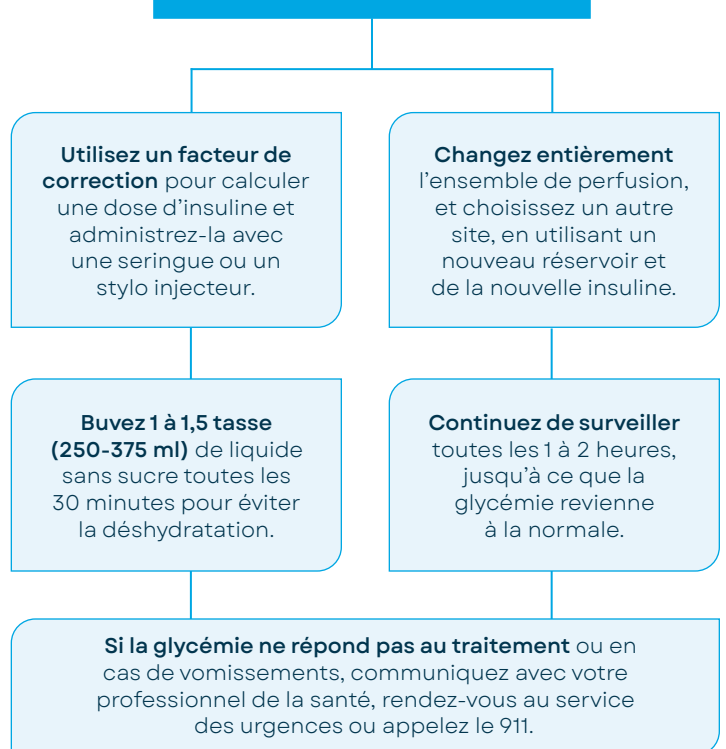 Utilisez un facteur de
correction pour calculer
une dose d’insuline et
administrez-la avec
une seringue ou un
stylo injecteur.
Changez entièrement
l’ensemble de perfusion,
et choisissez un autre
site, en utilisant un
nouveau réservoir et
de la nouvelle insuline.
Buvez 1 à 1,5 tasse
(250-375 ml) de liquide
sans sucre toutes les
30 minutes pour éviter
la déshydratation.
Continuez de surveiller
toutes les 1 à 2 heures,
jusqu’à ce que la
glycémie revienne
à la normale.
Si la glycémie ne répond pas au traitement ou en
cas de vomissements, communiquez avec votre
professionnel de la santé, rendez-vous au service
des urgences ou appelez le 911.